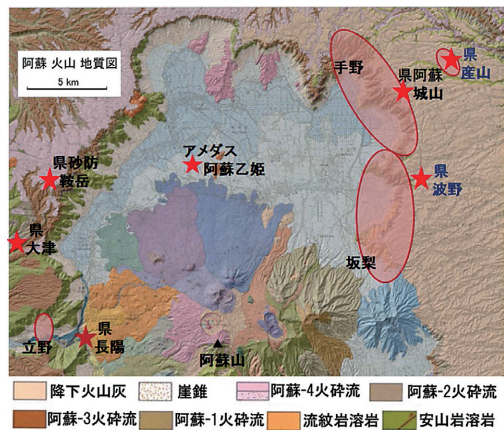 阿蘇 火山 地質図
5 km
手野
県
産山
県阿蘇
城山
アメダス
阿蘇乙姫
県砂防
鞍岳
県
波野
県
大津
坂梨
立野
県
長陽
阿蘇山
降下火山灰
崖錐
阿蘇-4火砕流
阿蘇-2火砕流
阿蘇-3火砕流
阿蘇-1火砕流
流紋岩溶岩
安山岩溶岩